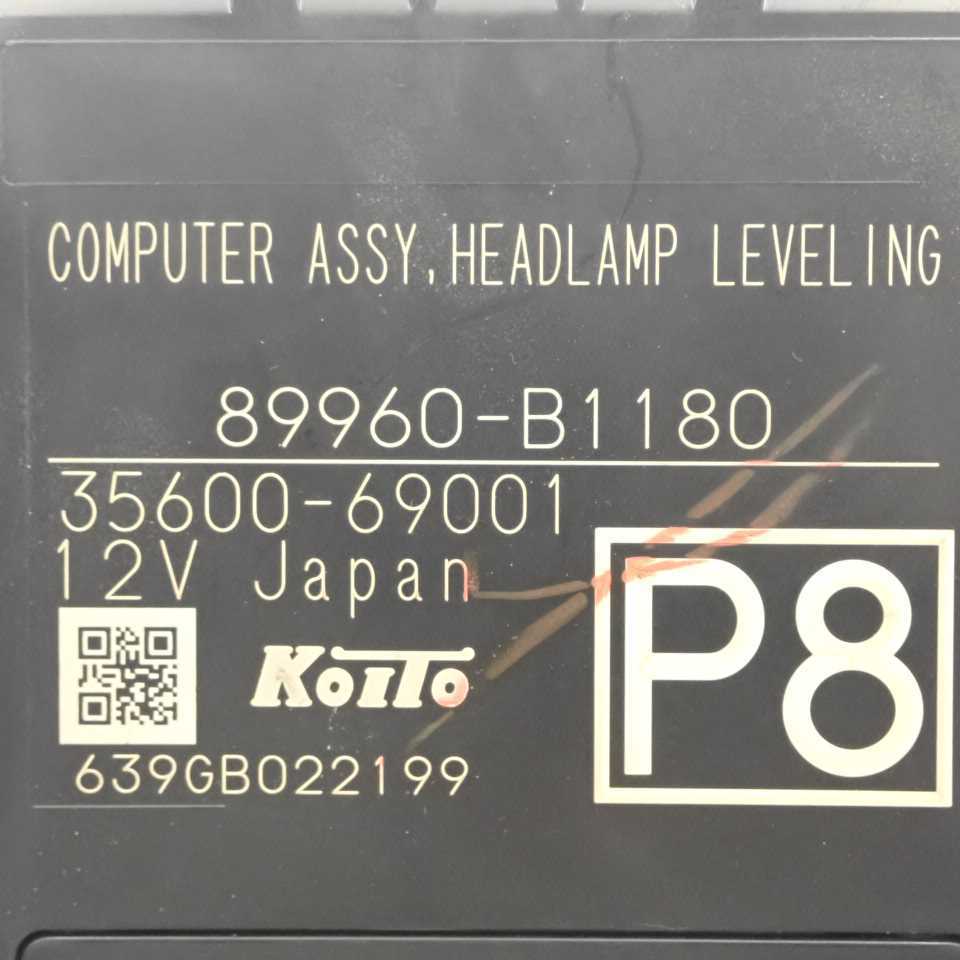 COMPUTER ASSY,HEADLAMP LEVELING
89960-B1180
35600-69001
12V Japan
KOITO
P8
639GB022199